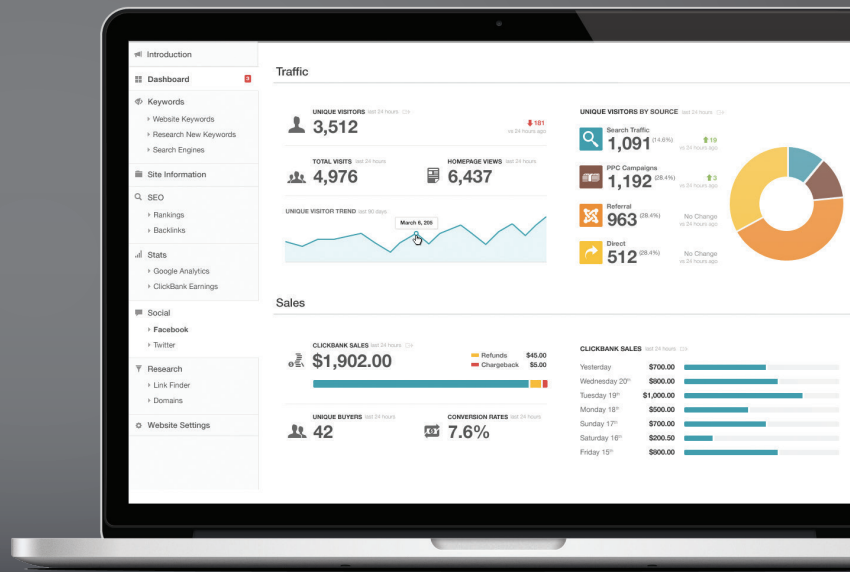 Introduction
Dashboard 3
Keywords
Website Keywords
Research New Keywords
Search Engines
Site Information
SEO
Rankings
Backlinks
Stats
Google Analytics
ClickBank Earnings
Social
Facebook
Twitter
Research
Link Finder
Domains
Website Settings
Traffic
UNIQUE VISITORS last 24 hours
3,512
181
vs 24 hours ago
TOTAL VISITS last 24 hours
4,976
HOMEPAGE VIEWS last 24 hours
6,437
UNIQUE VISITOR TREND last 90 days
March 6, 205
UNIQUE VISITORS BY SOURCE last 24 hours
Search Traffic
1,091 (14.6%) 19
vs 24 hours ago
PPC Campaigns
1,192 (28.4%) 3
vs 24 hours ago
Referral
963 (28.4%) No Change
vs 24 hours ago
Direct
512 (28.4%) No Change
vs 24 hours ago
Sales
CLICKBANK SALES last 24 hours
$1,902.00
Refunds $45.00
Chargeback $5.00
UNIQUE BUYERS last 24 hours
42
CONVERSION RATES last 24 hours
7.6%
CLICKBANK SALES last 24 hours
Yesterday $700.00
Wednesday 20th $800.00
Tuesday 19th $1,000.00
Monday 18th $500.00
Sunday 17th $700.00
Saturday 16th $200.50
Friday 15th $800.00